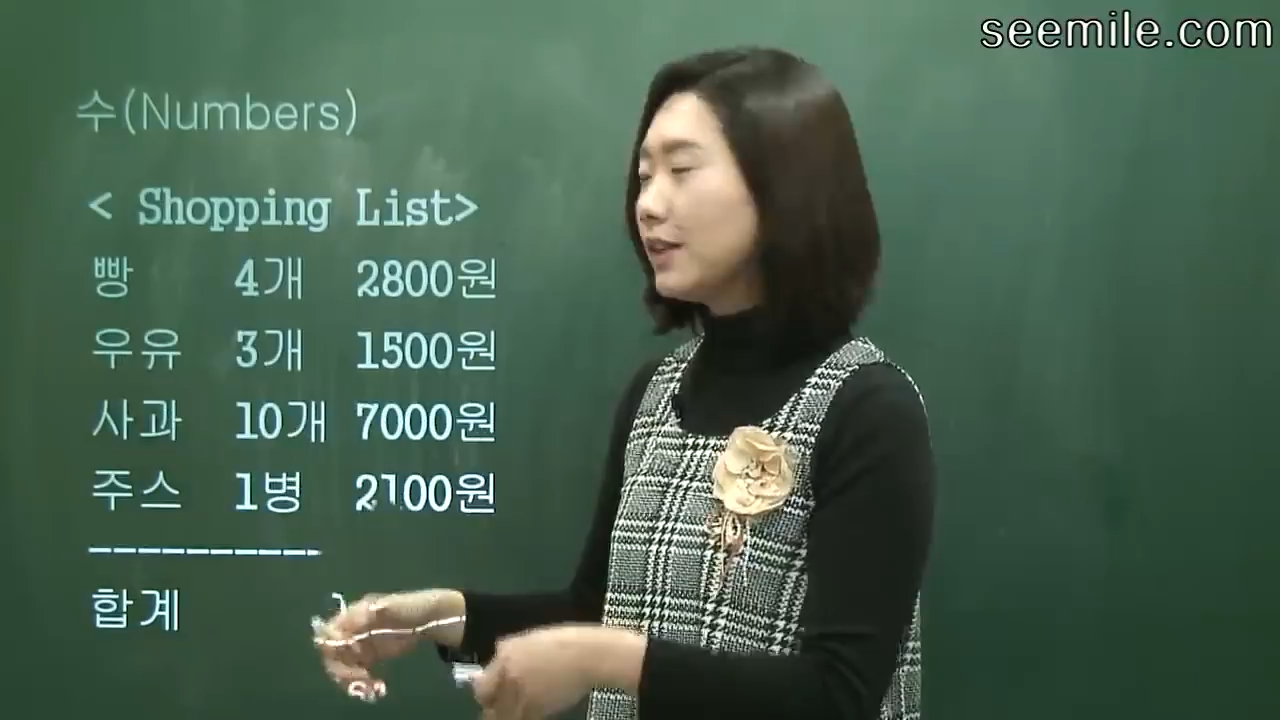 seemile.com
수(Numbers)
< Shopping List>
빵 4개 2800원
우유 3개 1500원
사과 10개 7000원
주스 1병 2100원
----------
합계